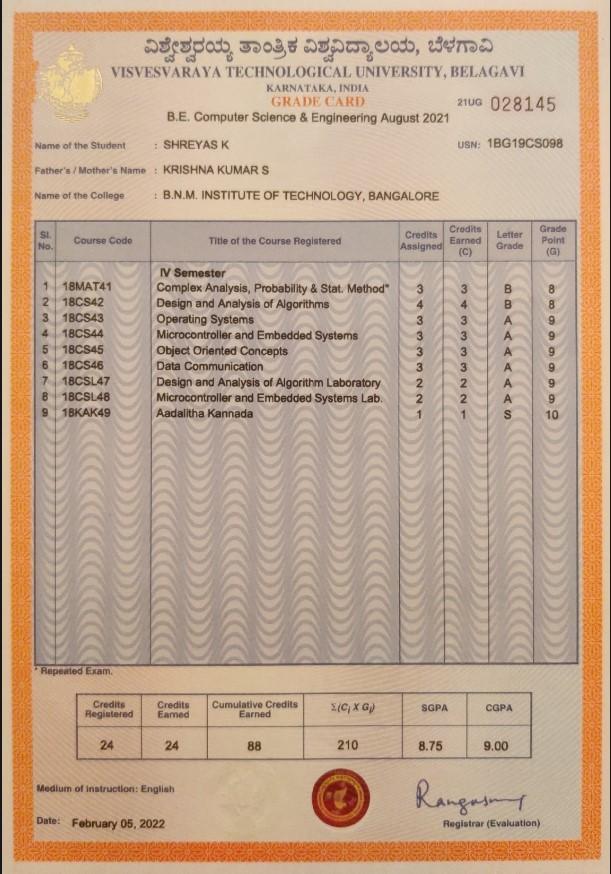 ವಿಶ್ವೇಶ್ವರಯ್ಯ ತಾಂತ್ರಿಕ ವಿಶ್ವವಿದ್ಯಾಲಯ, ಬೆಳಗಾವಿ
VISVESVARAYA TECHNOLOGICAL UNIVERSITY, BELAGAVI
KARNATAKA, INDIA
GRADE CARD
21UG 028145
B.E. Computer Science & Engineering August 2021
Name of the Student : SHREYAS K USN: 1BG19CS098
Father's / Mother's Name : KRISHNA KUMAR S
Name of the College : B.N.M. INSTITUTE OF TECHNOLOGY, BANGALORE
Sl. No. Course Code Title of the Course Registered Credits Assigned Credits Earned (C) Letter Grade Grade Point (G)
IV Semester
1 18MAT41 Complex Analysis, Probability & Stat. Method* 3 3 B 8
2 18CS42 Design and Analysis of Algorithms 4 4 B 8
3 18CS43 Operating Systems 3 3 A 9
4 18CS44 Microcontroller and Embedded Systems 3 3 A 9
5 18CS45 Object Oriented Concepts 3 3 A 9
6 18CS46 Data Communication 3 3 A 9
7 18CSL47 Design and Analysis of Algorithm Laboratory 2 2 A 9
8 18CSL48 Microcontroller and Embedded Systems Lab. 2 2 A 9
9 18KAK49 Aadalitha Kannada 1 1 S 10
* Repeated Exam.
Credits Registered Credits Earned Cumulative Credits Earned Σ(Ci X Gi) SGPA CGPA
24 24 88 210 8.75 9.00
Medium of instruction: English
Date: February 05, 2022
Registrar (Evaluation)